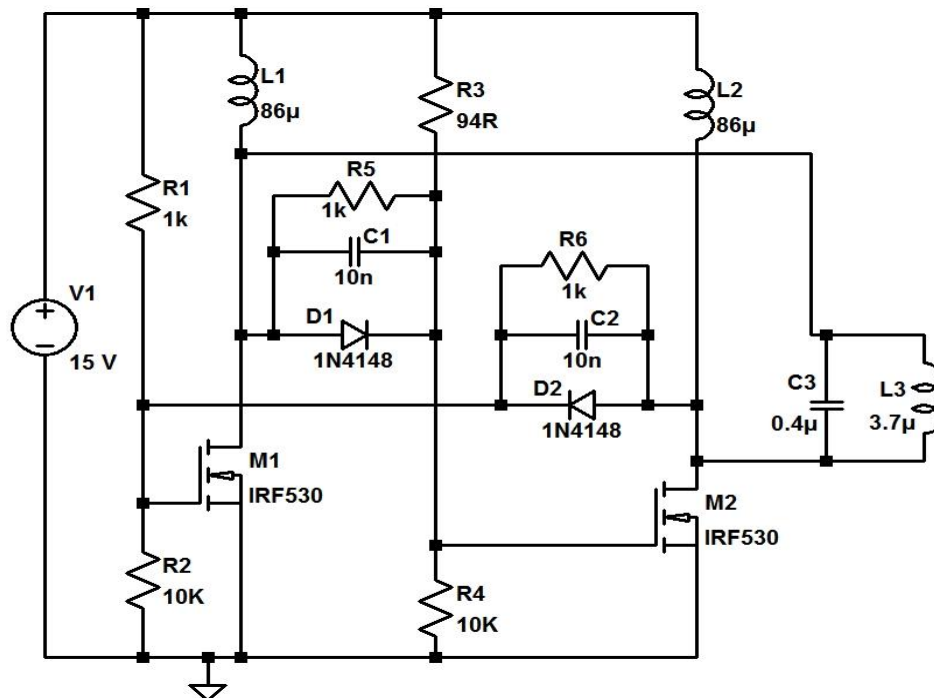 L1
86µ
R3
94R
L2
86µ
R1
1k
R5
1k
C1
10n
R6
1k
V1
15 V
D1
1N4148
C2
10n
D2
1N4148
C3
0.4µ
L3
3.7µ
M1
IRF530
M2
IRF530
R2
10K
R4
10K